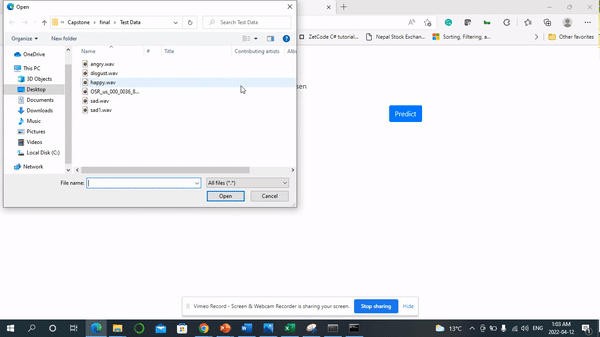 Open
Capstone > final > Test Data
Search Test Data
Organize
New folder
OneDrive
This PC
3D Objects
Desktop
Documents
Downloads
Music
Pictures
Videos
Local Disk (C:)
Network
Name
#
Title
Contributing artists
angry.wav
disgust.wav
happy.wav
OSR_us_000_0036_8...
sad.wav
sad1.wav
File name:
All files (*.*)
Open
Cancel
ZetCode C# tutorial...
Nepal Stock Exchan...
Sorting, Filtering, a...
Other favorites
sen
Predict
Vimeo Record - Screen & Webcam Recorder is sharing your screen.
Stop sharing
Hide
13°C
1:03 AM
2022-04-12